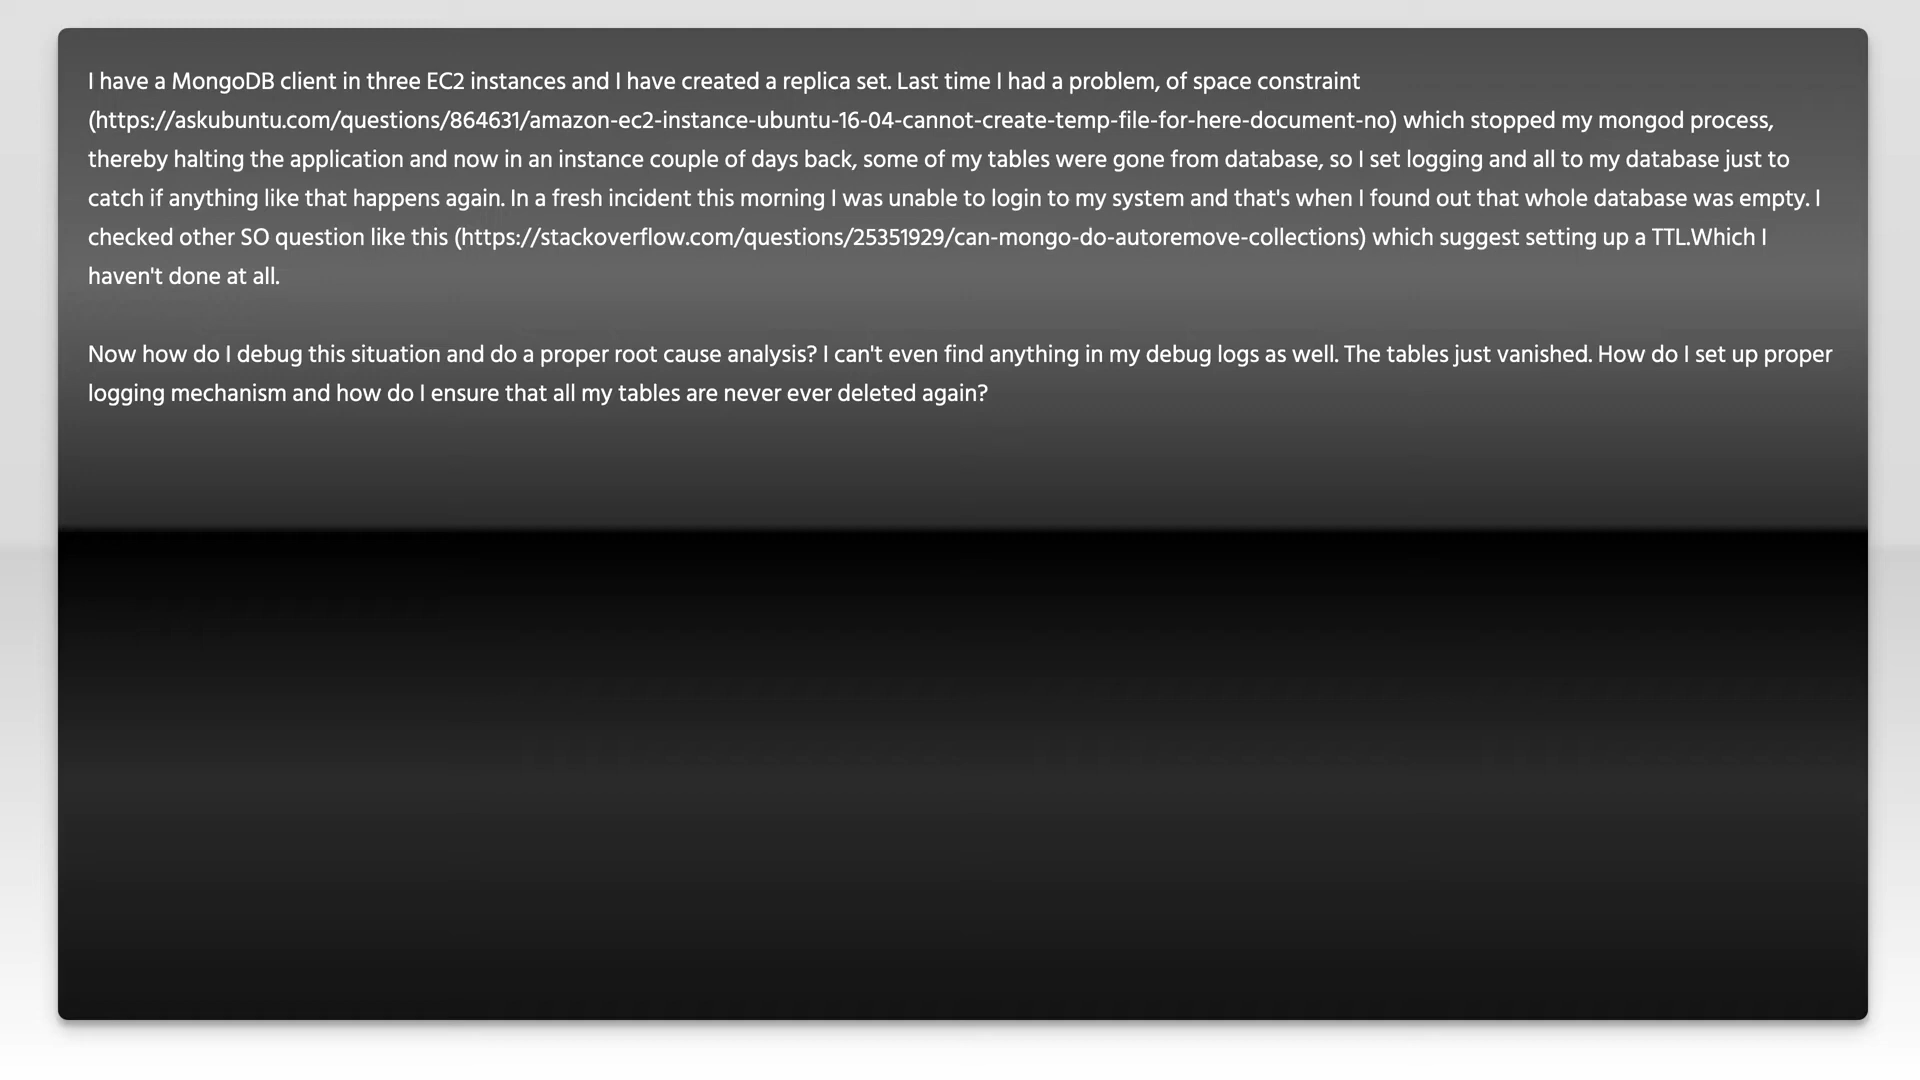 I have a MongoDB client in three EC2 instances and I have created a replica set. Last time I had a problem, of space constraint
(https://askubuntu.com/questions/864631/amazon-ec2-instance-ubuntu-16-04-cannot-create-temp-file-for-here-document-no) which stopped my mongod process,
thereby halting the application and now in an instance couple of days back, some of my tables were gone from database, so I set logging and all to my database just to
catch if anything like that happens again. In a fresh incident this morning I was unable to login to my system and that's when I found out that whole database was empty. I
checked other SO question like this (https://stackoverflow.com/questions/25351929/can-mongo-do-autoremove-collections) which suggest setting up a TTL.Which I
haven't done at all.
Now how do I debug this situation and do a proper root cause analysis? I can't even find anything in my debug logs as well. The tables just vanished. How do I set up proper
logging mechanism and how do I ensure that all my tables are never ever deleted again?